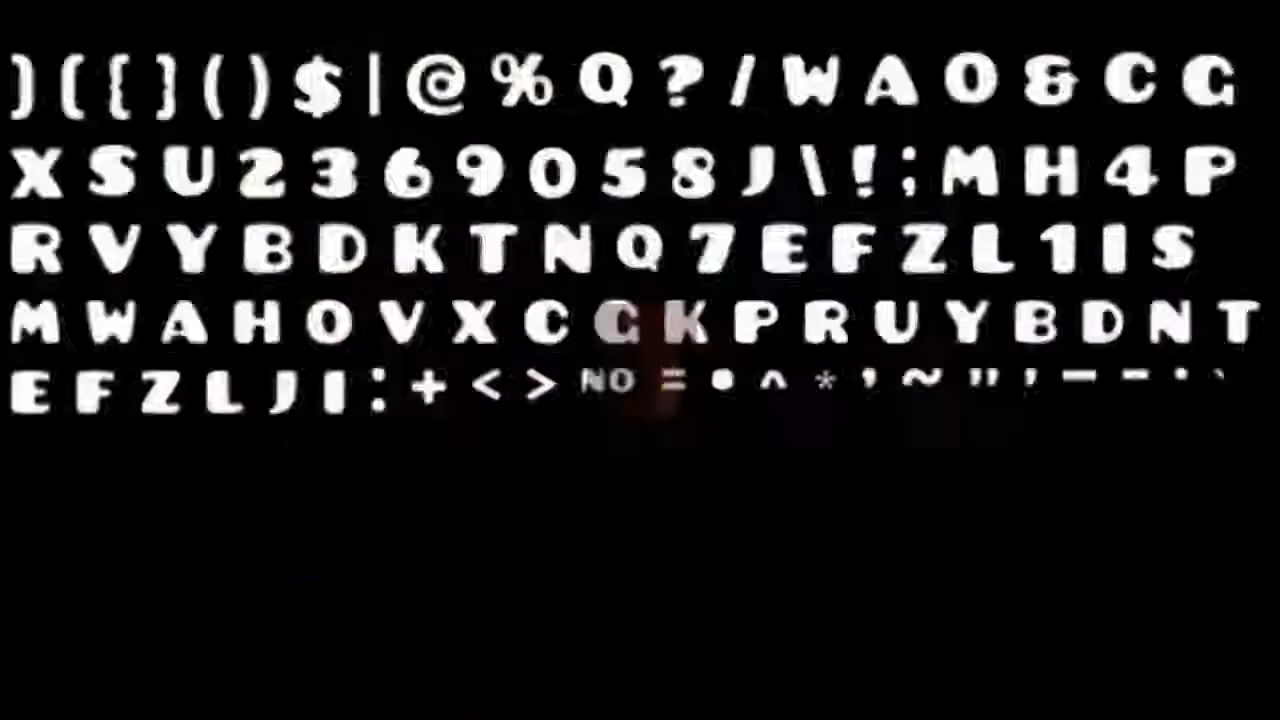 ) ( { } ( ) $ | @ % Q ? / W A O & C G
X S U 2 3 6 9 0 5 8 J \ ! ; M H 4 P
R V Y B D K T N Q 7 E F Z L 1 I S
M W A H O V X C G K P R U Y B D N T
E F Z L J I : + < > NO = • ^ * , ~ " ' – - . `